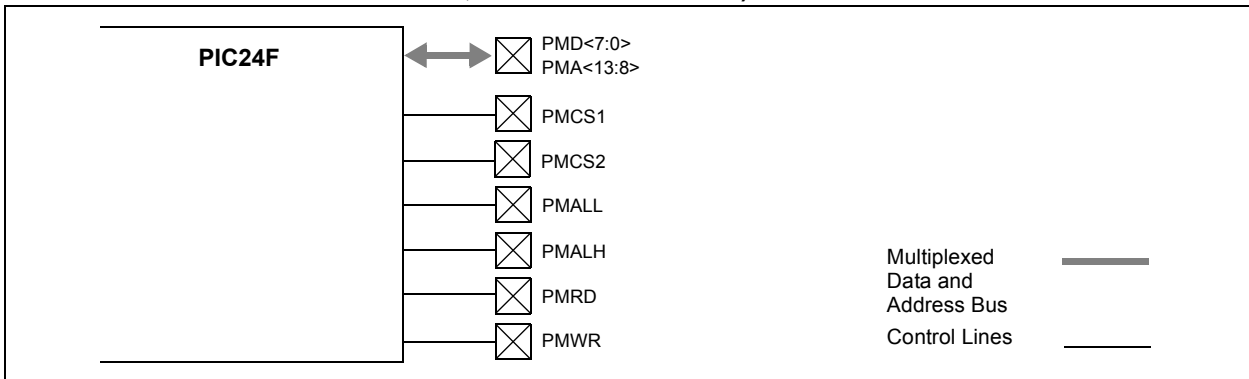 PIC24F
PMD<7:0>
PMA<13:8>
PMCS1
PMCS2
PMALL
PMALH
PMRD
PMWR
Multiplexed
Data and
Address Bus
Control Lines